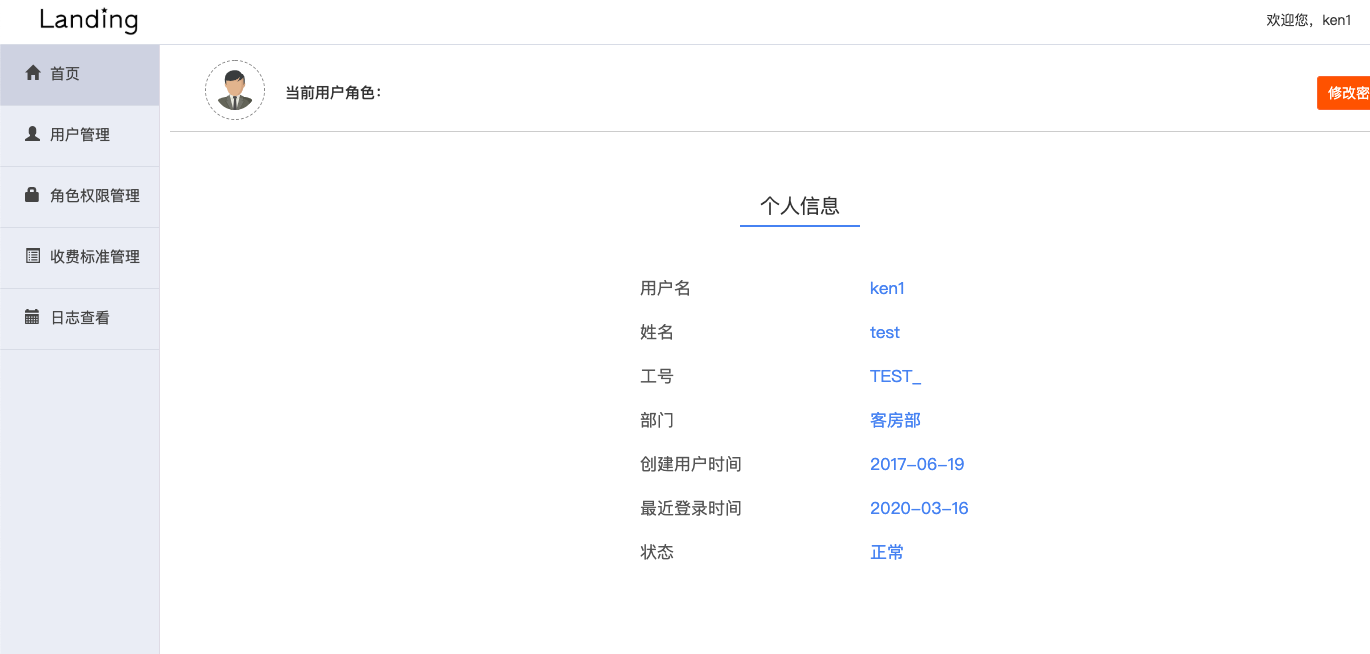 Landing
欢迎您，ken1
首页
用户管理
角色权限管理
收费标准管理
日志查看
当前用户角色：
修改密
个人信息
用户名 ken1
姓名 test
工号 TEST_
部门 客房部
创建用户时间 2017-06-19
最近登录时间 2020-03-16
状态 正常